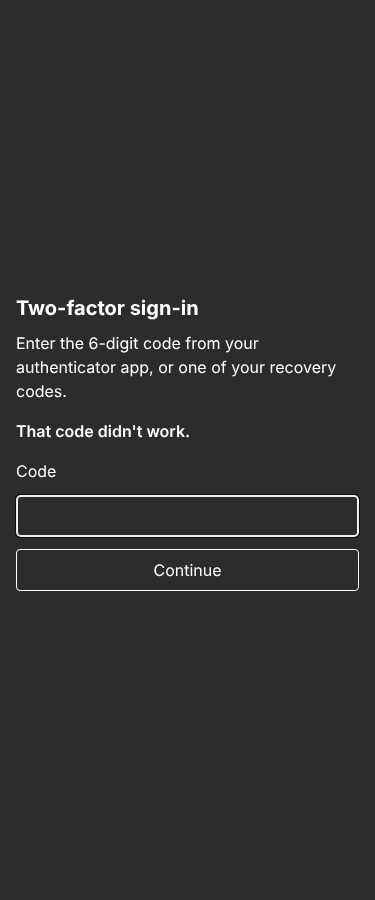 Two-factor sign-in
Enter the 6-digit code from your
authenticator app, or one of your recovery
codes.
That code didn't work.
Code
Continue